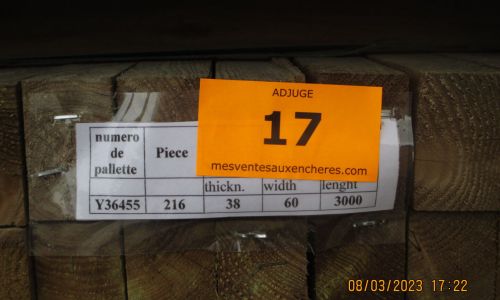 ADJUGE
17
mesventesauxencheres.com
numero
de
pallette
Piece
thickn. width lenght
Y36455 216 38 60 3000
08/03/2023 17:22